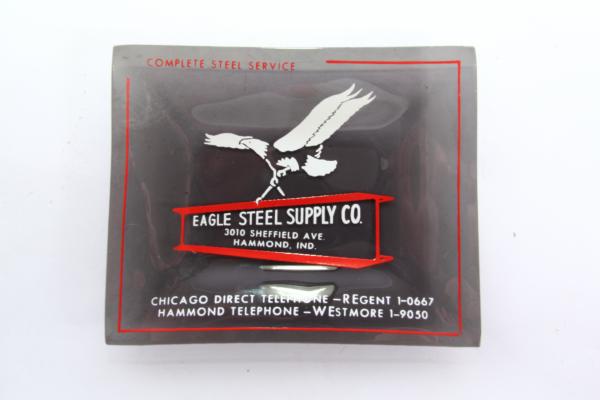 COMPLETE STEEL SERVICE
EAGLE STEEL SUPPLY CO.
3010 SHEFFIELD AVE.
HAMMOND, IND.
CHICAGO DIRECT TELEPHONE—REGENT 1-0667
HAMMOND TELEPHONE—WESTMORE 1-9050